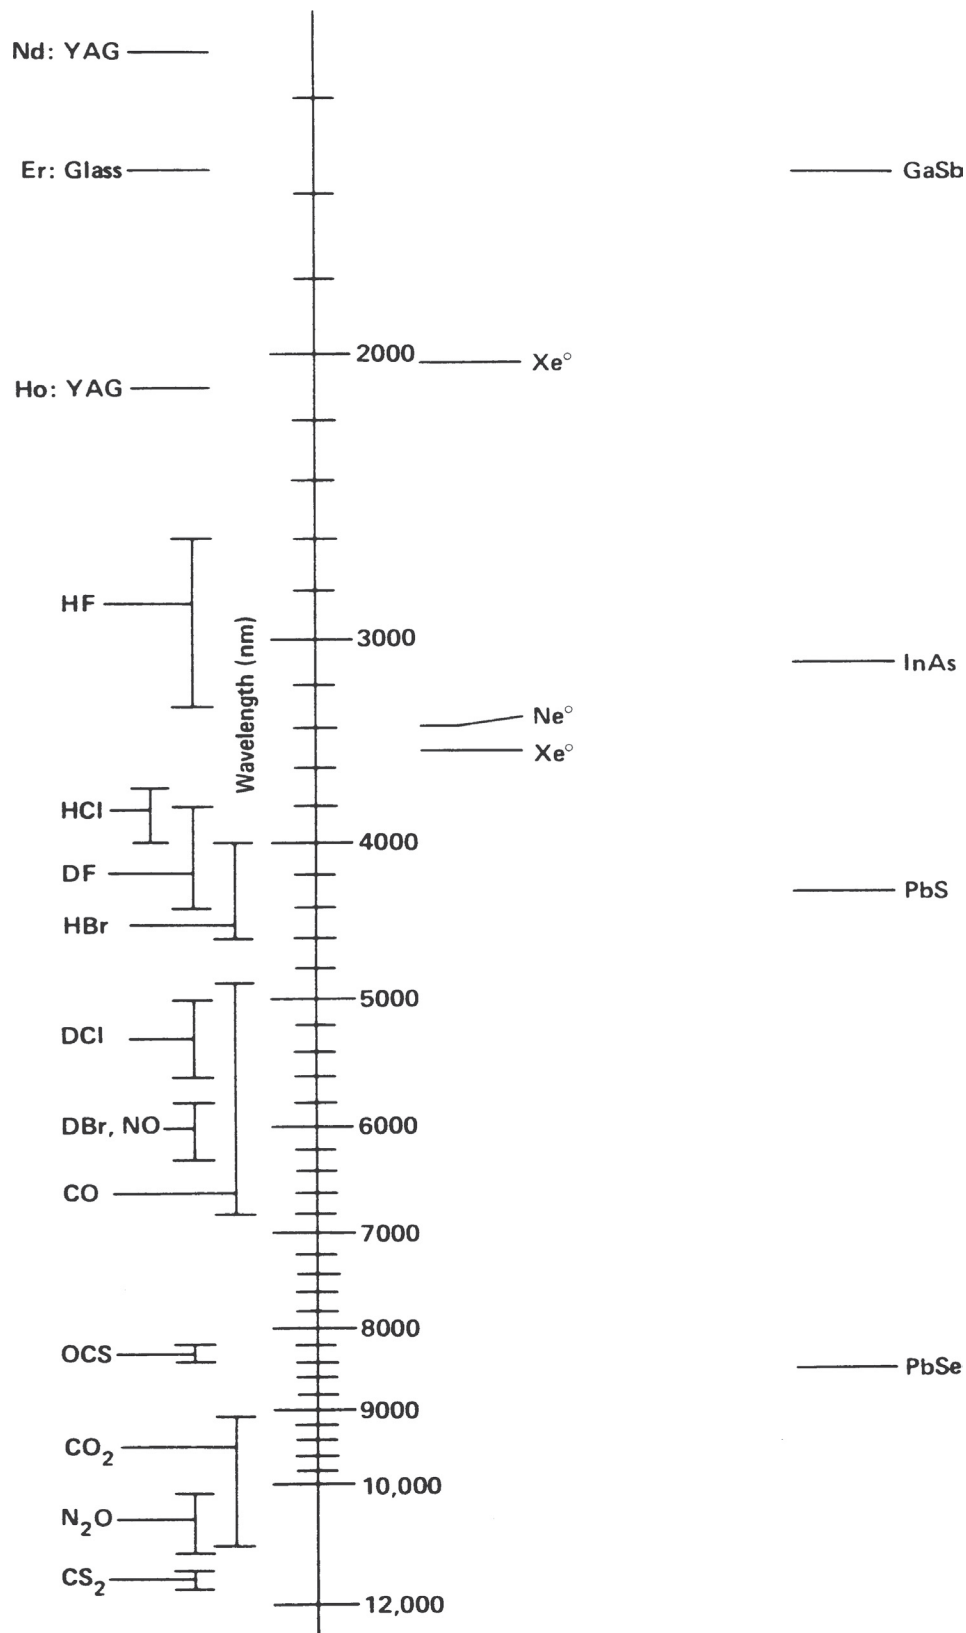 Nd: YAG
Er: Glass
GaSb
2000
Xe°
Ho: YAG
HF
Wavelength (nm)
3000
InAs
Ne°
Xe°
HCl
4000
DF
PbS
HBr
5000
DCl
DBr, NO
6000
CO
7000
8000
OCS
PbSe
9000
CO₂
10,000
N₂O
CS₂
12,000